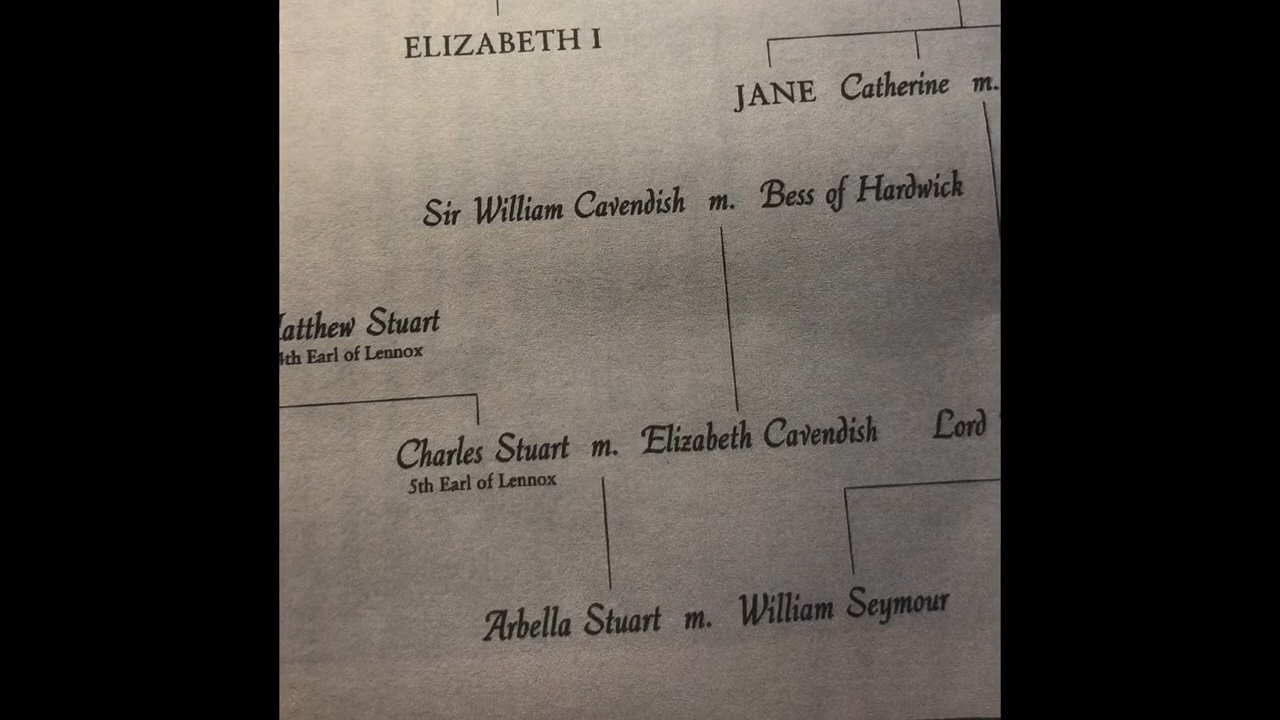 ELIZABETH I
JANE Catherine m.
Sir William Cavendish m. Bess of Hardwick
Stuart
4th Earl of Lennox
Charles Stuart m. Elizabeth Cavendish Lord
5th Earl of Lennox
Arbella Stuart m. William Seymour